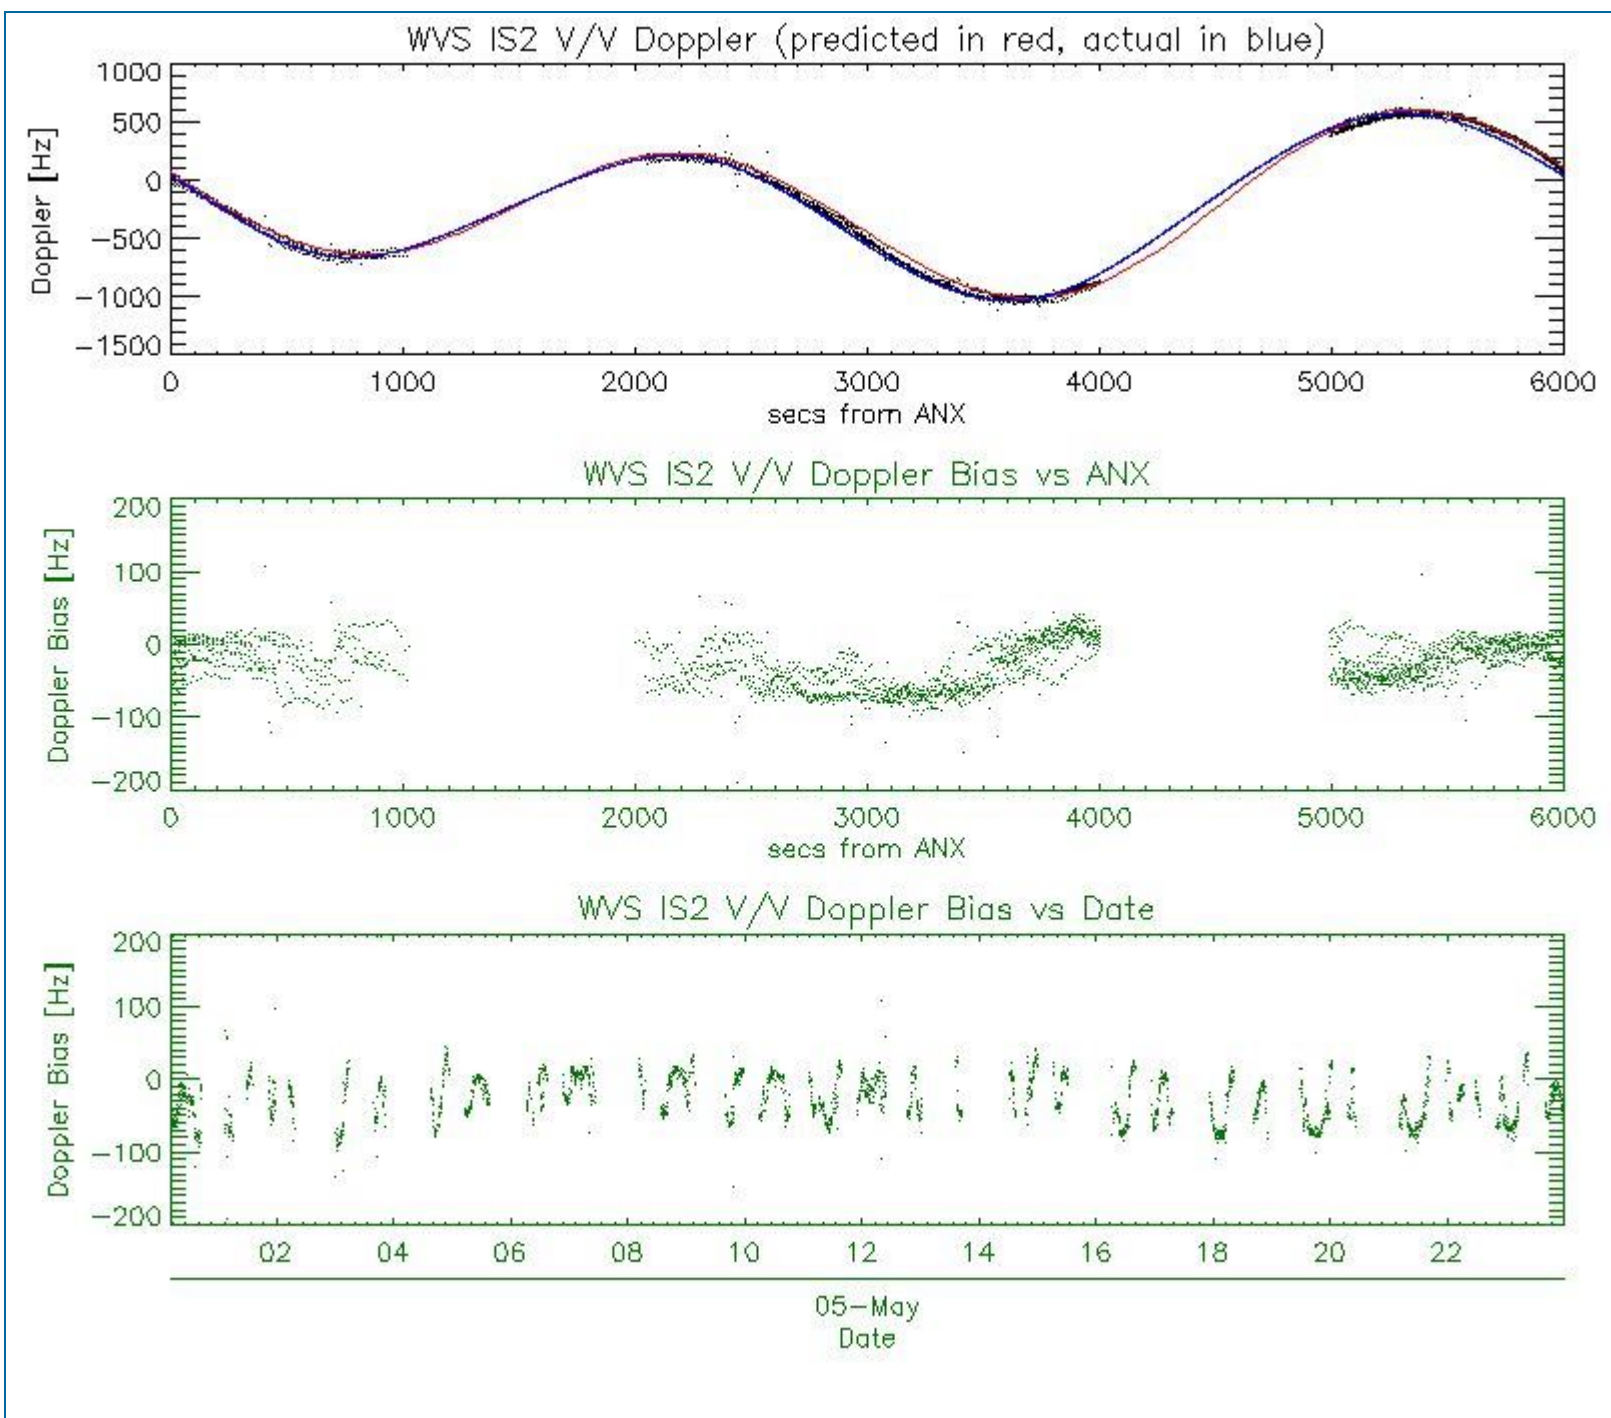 WVS IS2 V/V Doppler (predicted in red, actual in blue)
1000
500
0
−500
−1000
−1500
Doppler [Hz]
0 1000 2000 3000 4000 5000 6000
secs from ANX
WVS IS2 V/V Doppler Bias vs ANX
200
100
0
−100
−200
Doppler Bias [Hz]
0 1000 2000 3000 4000 5000 6000
secs from ANX
WVS IS2 V/V Doppler Bias vs Date
200
100
0
−100
−200
Doppler Bias [Hz]
02 04 06 08 10 12 14 16 18 20 22
05−May
Date